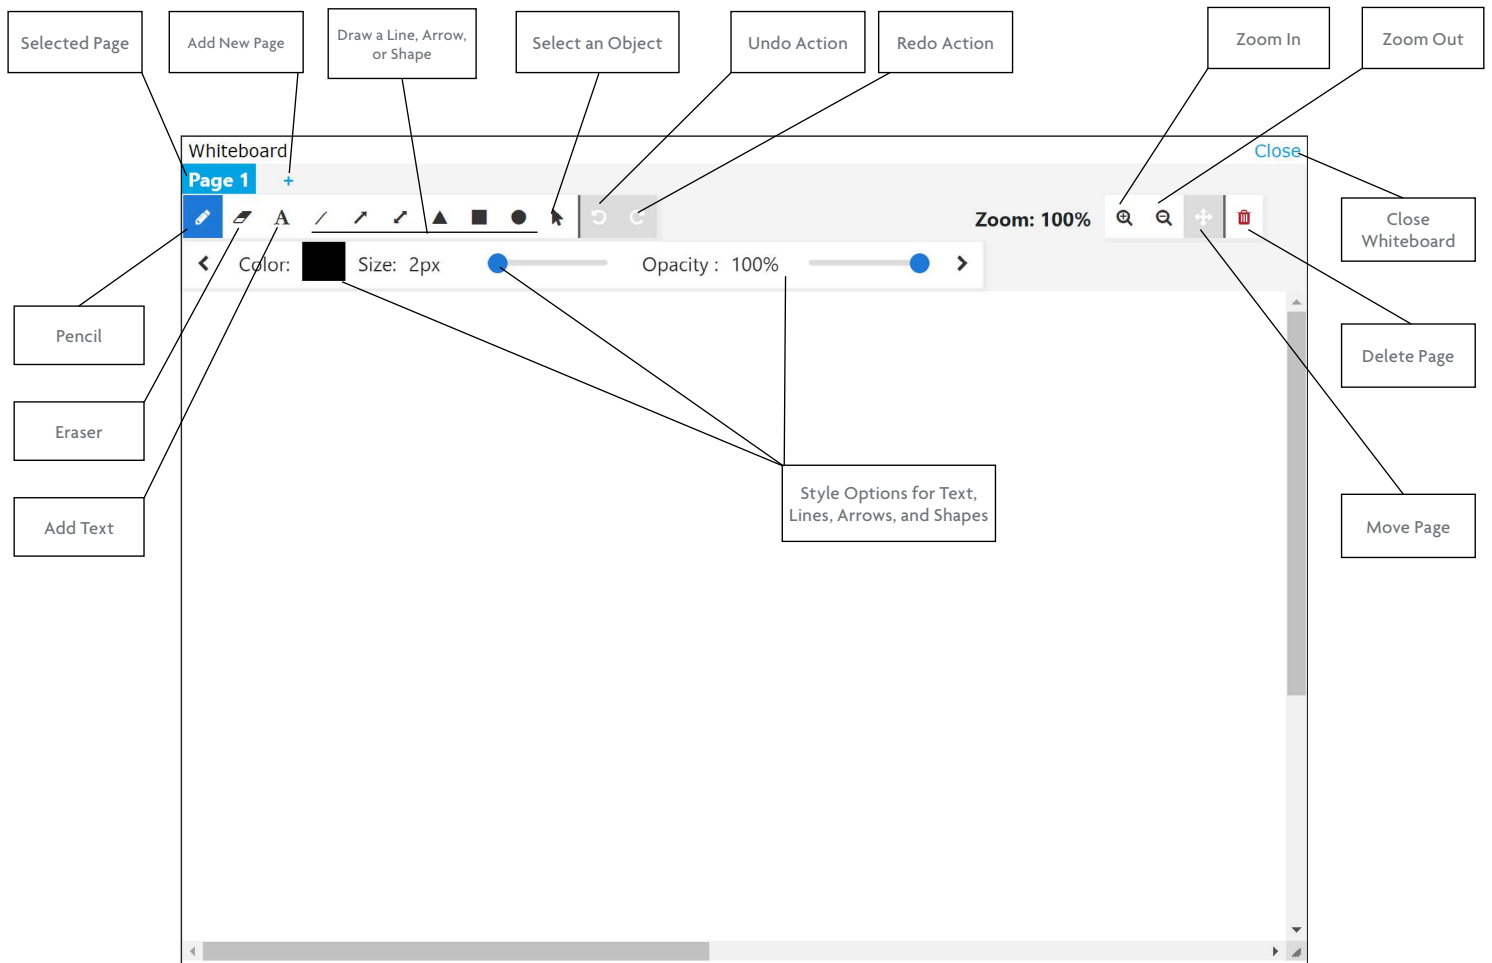 Selected Page
Add New Page
Draw a Line, Arrow,
or Shape
Select an Object
Undo Action
Redo Action
Zoom In
Zoom Out
Whiteboard
Close
Page 1 +
A
Zoom: 100%
Color:
Size: 2px
Opacity : 100%
Close
Whiteboard
Pencil
Delete Page
Eraser
Style Options for Text,
Lines, Arrows, and Shapes
Add Text
Move Page